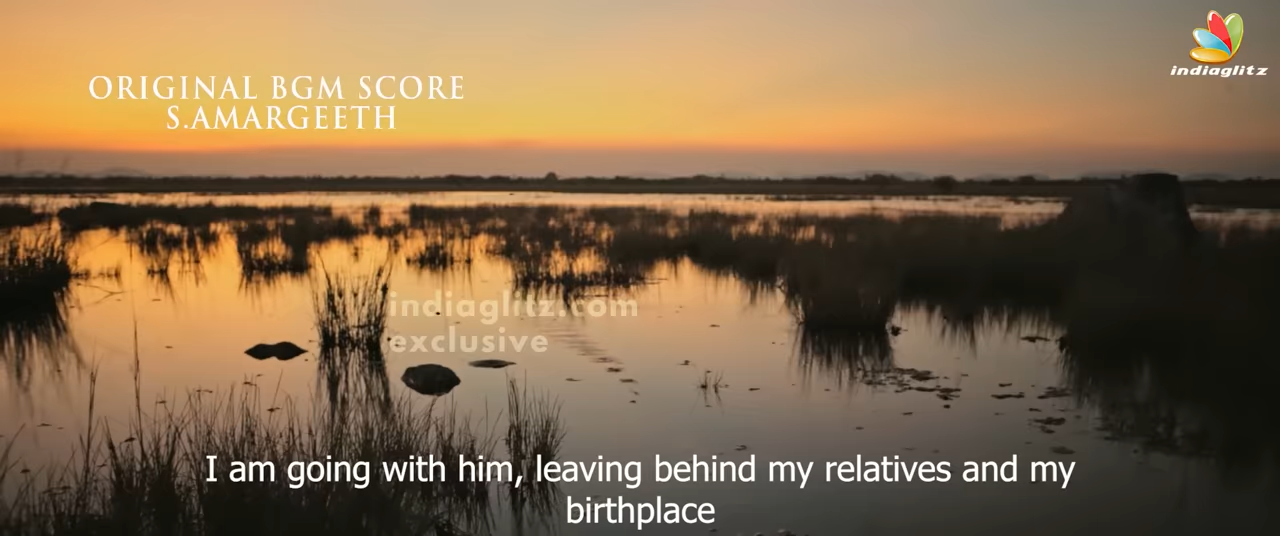 indiaglitz
ORIGINAL BGM SCORE
S.AMARGEETH
indiaglitz.com
exclusive
I am going with him, leaving behind my relatives and my
birthplace